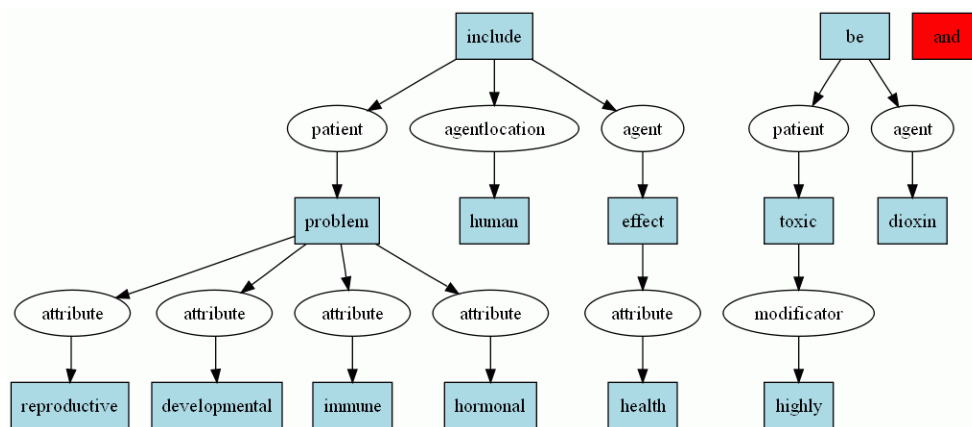 include be and
patient agentlocation agent patient agent
problem human effect toxic dioxin
attribute attribute attribute attribute attribute modificator
reproductive developmental immune hormonal health highly